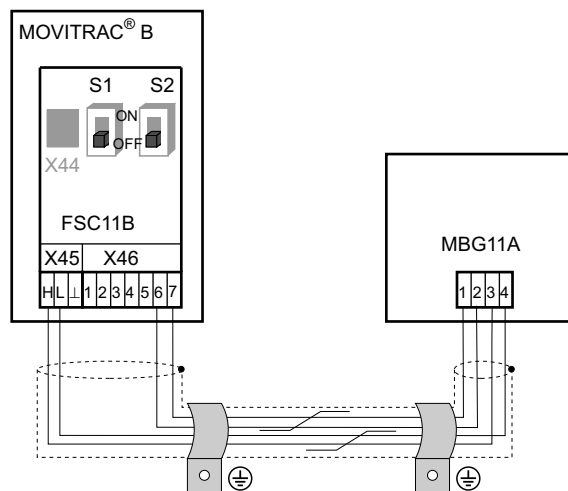 MOVITRAC® B
S1 S2
ON
OFF
X44
FSC11B
X45 X46
H L ⊥ 1 2 3 4 5 6 7
MBG11A
1 2 3 4